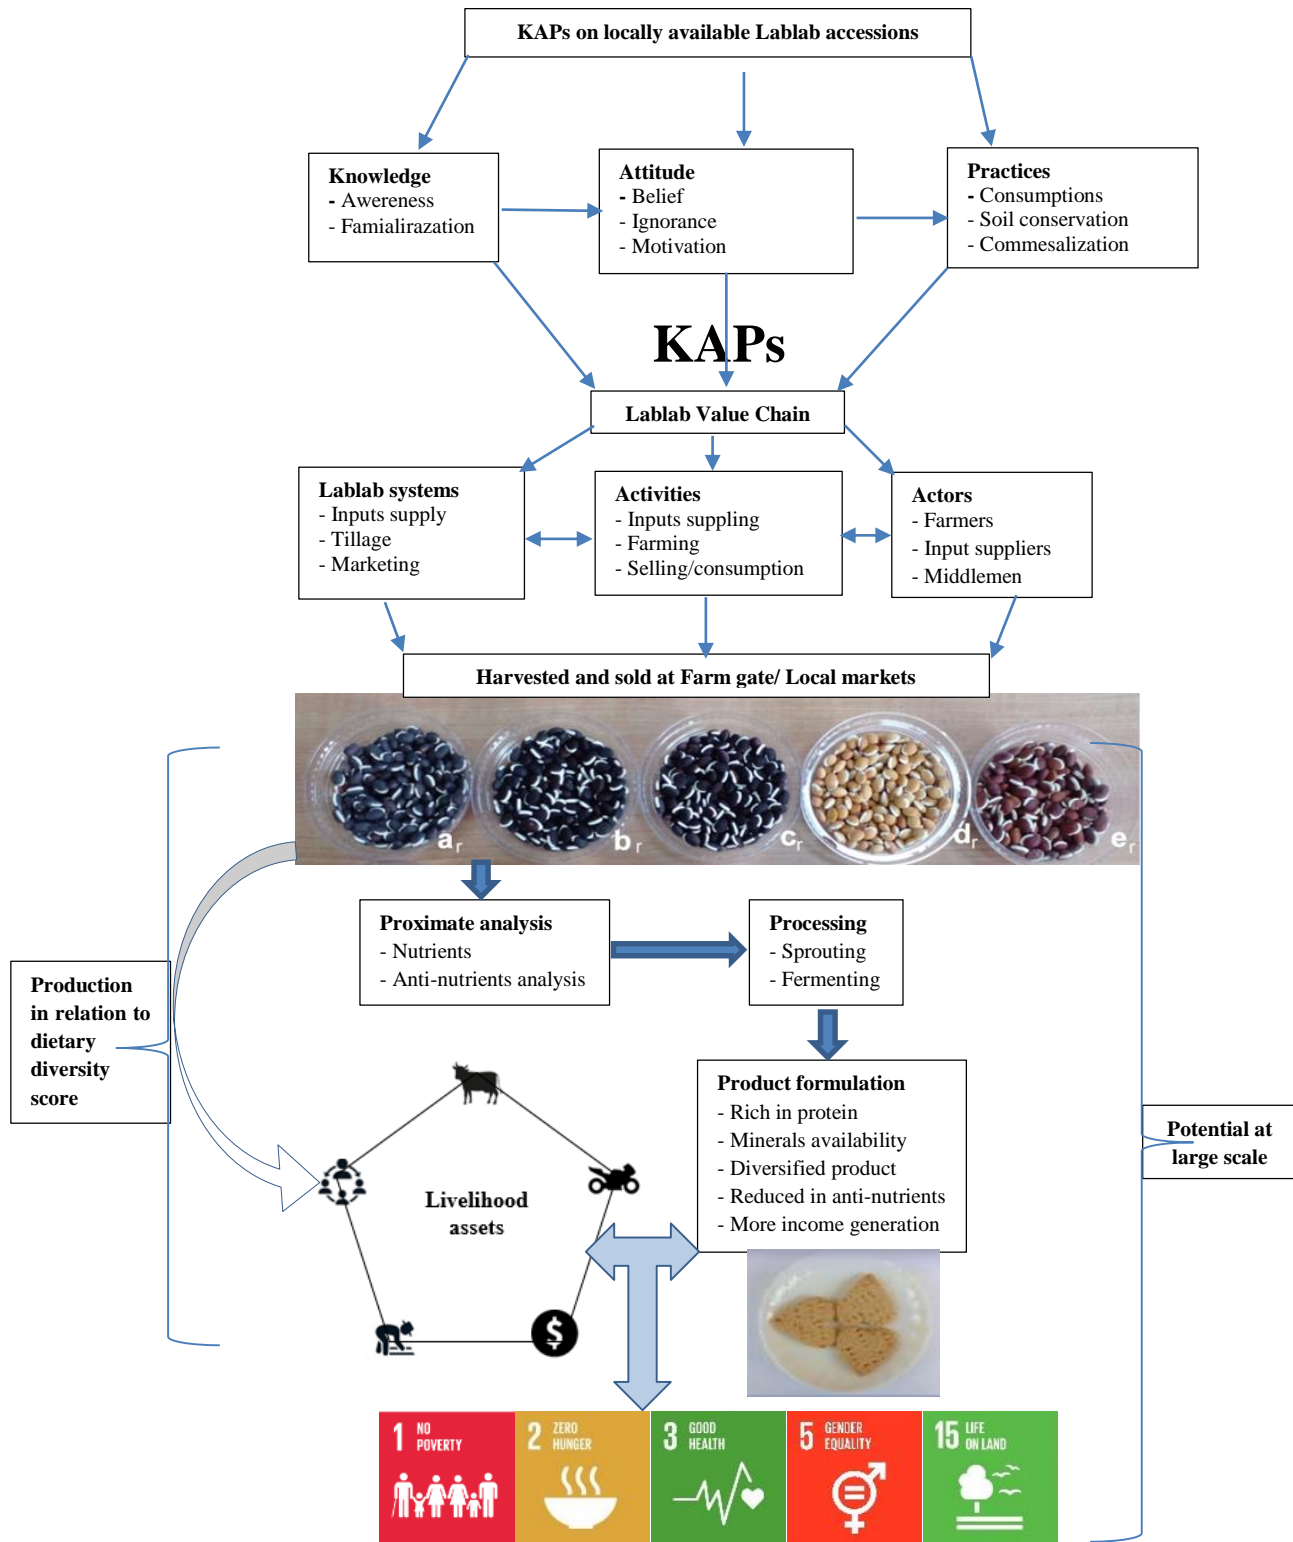 KAPs on locally available Lablab accessions
Knowledge
- Awereness
- Famialirazation
Attitude
- Belief
- Ignorance
- Motivation
Practices
- Consumptions
- Soil conservation
- Commesalization
KAPs
Lablab Value Chain
Lablab systems
- Inputs supply
- Tillage
- Marketing
Activities
- Inputs suppling
- Farming
- Selling/consumption
Actors
- Farmers
- Input suppliers
- Middlemen
Harvested and sold at Farm gate/ Local markets
ar
br
cr
dr
er
Proximate analysis
- Nutrients
- Anti-nutrients analysis
Processing
- Sprouting
- Fermenting
Production
in relation to
dietary
diversity
score
Product formulation
- Rich in protein
- Minerals availability
- Diversified product
- Reduced in anti-nutrients
- More income generation
Potential at
large scale
Livelihood
assets
$
1 NO
POVERTY
2 ZERO
HUNGER
3 GOOD
HEALTH
5 GENDER
EQUALITY
15 LIFE
ON LAND